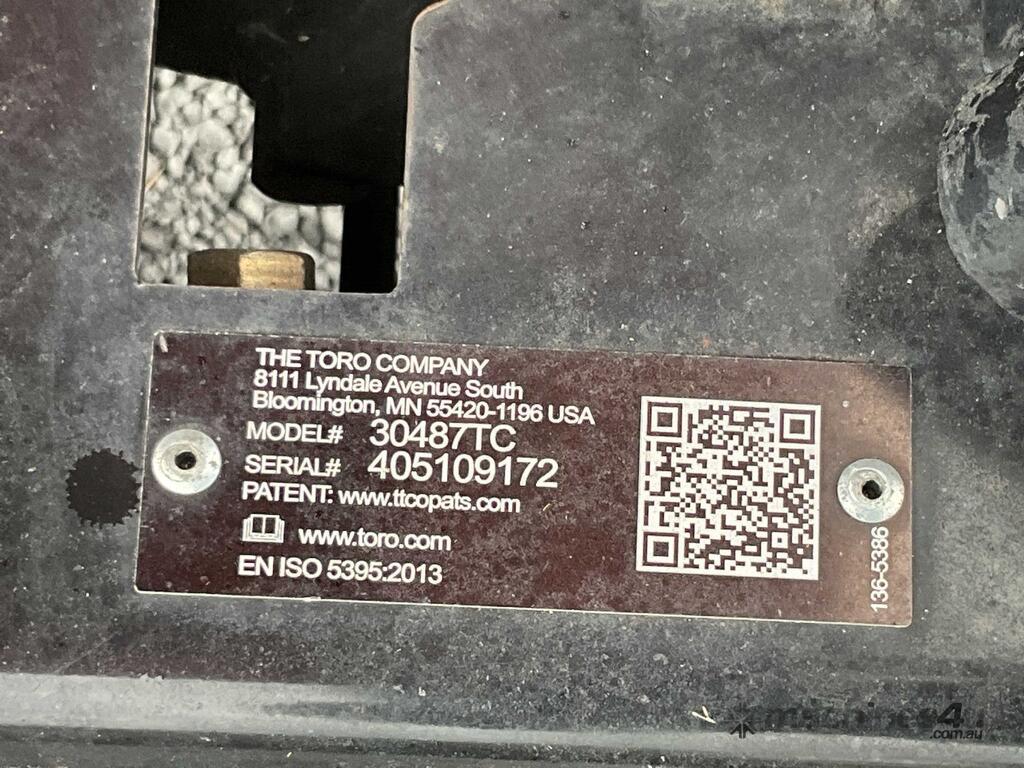 THE TORO COMPANY
8111 Lyndale Avenue South
Bloomington, MN 55420-1196 USA
MODEL# 30487TC
SERIAL# 405109172
PATENT: www.ttcopats.com
www.toro.com
EN ISO 5395:2013
136-5386
machines4u
.com.au